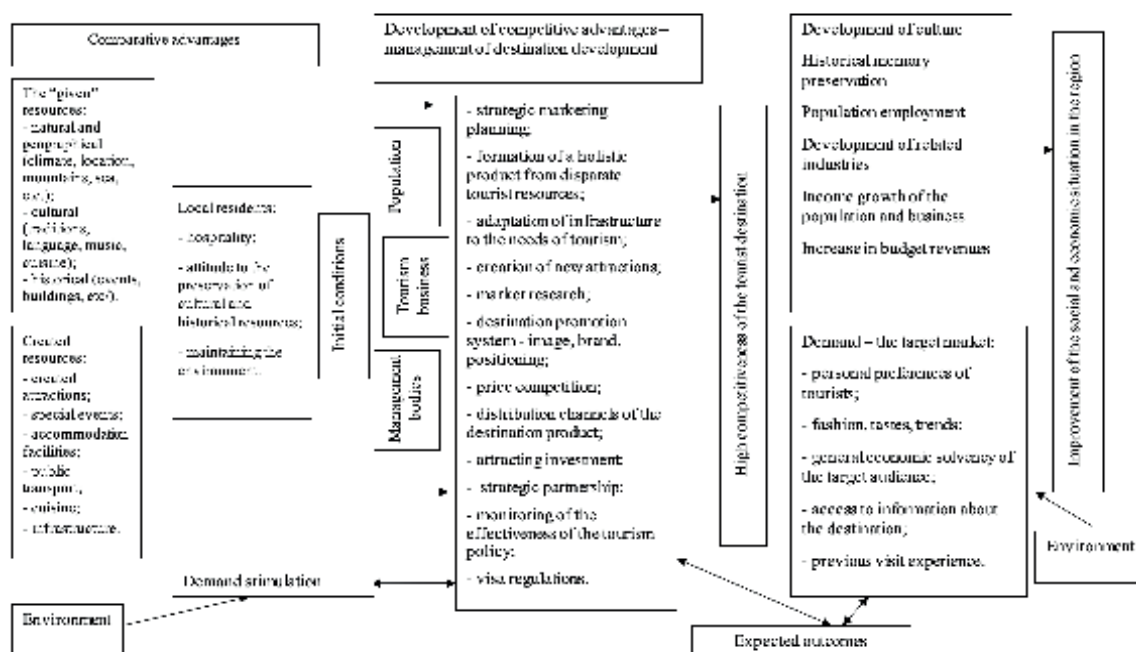 Comparative advantages
The "given"
resources:
- natural and
geographical
(climate, location,
mountains, sea,
etc.);
- cultural
(traditions,
language, music,
cuisine);
- historical (events,
buildings, etc).
Created
resources:
- created
attractions;
- special events;
- accommodation
facilities;
- public
transport;
- cuisine;
- infrastructure.
Environment
Local residents:
- hospitality;
- attitude to the
preservation of
cultural and
historical resources;
- maintaining the
environment.
Demand stimulation
Initial conditions
Development of competitive advantages –
management of destination development
Population
Tourism
business
Management
bodies
- strategic marketing
planning;
- formation of a holistic
product from disparate
tourist resources;
- adaptation of infrastructure
to the needs of tourism;
- creation of new attractions;
- market research;
- destination promotion
system - image, brand,
positioning;
- price competition;
- distribution channels of the
destination product;
- attracting investment;
- strategic partnership;
- monitoring of the
effectiveness of the tourism
policy;
- visa regulations.
High competitiveness of the tourist destination
Development of culture
Historical memory
preservation
Population employment
Development of related
industries
Income growth of the
population and business
Increase in budget revenues
Demand – the target market:
- personal preferences of
tourists;
- fashion, tastes, trends;
- general economic solvency of
the target audience;
- access to information about
the destination;
- previous visit experience.
Expected outcomes
Improvement of the social and economic situation in the region
Environment